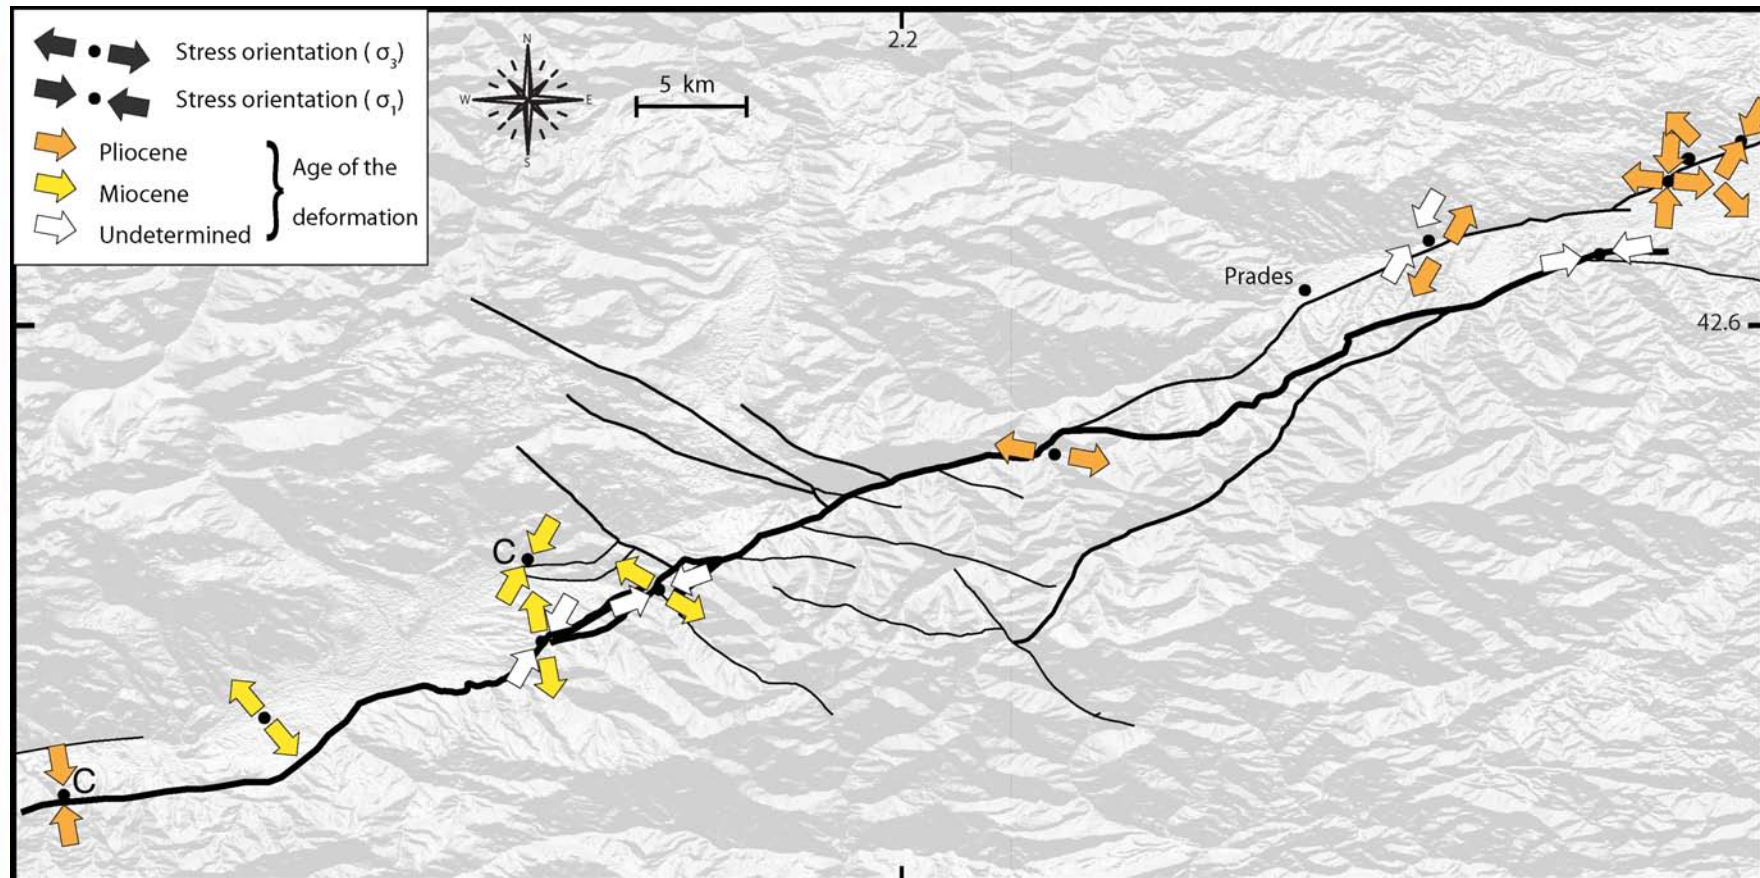 Stress orientation ( σ3)
Stress orientation ( σ1)
Pliocene
Miocene
Undetermined
Age of the
deformation
N
W
E
S
5 km
2.2
Prades
42.6
C
C